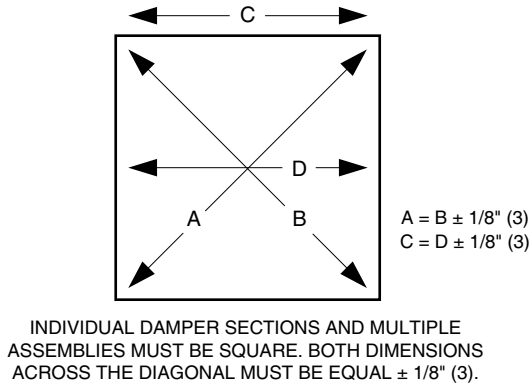 C
D
A
B
A = B ± 1/8" (3)
C = D ± 1/8" (3)
INDIVIDUAL DAMPER SECTIONS AND MULTIPLE
ASSEMBLIES MUST BE SQUARE. BOTH DIMENSIONS
ACROSS THE DIAGONAL MUST BE EQUAL ± 1/8" (3).